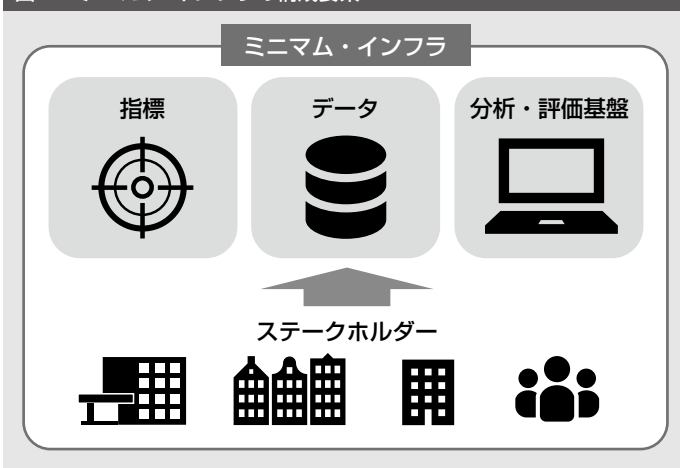 ミニマム・インフラ
指標
データ
分析・評価基盤
ステークホルダー